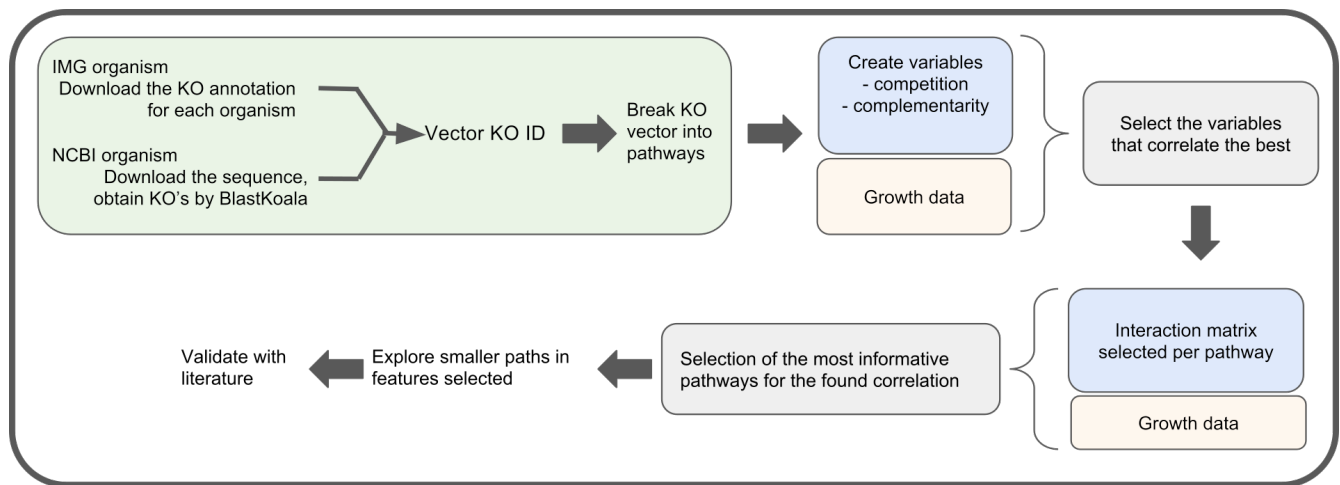 IMG organism
Download the KO annotation
for each organism
NCBI organism
Download the sequence,
obtain KO's by BlastKoala
Vector KO ID
Break KO
vector into
pathways
Create variables
- competition
- complementarity
Growth data
Select the variables
that correlate the best
Interaction matrix
selected per pathway
Growth data
Selection of the most informative
pathways for the found correlation
Explore smaller paths in
features selected
Validate with
literature